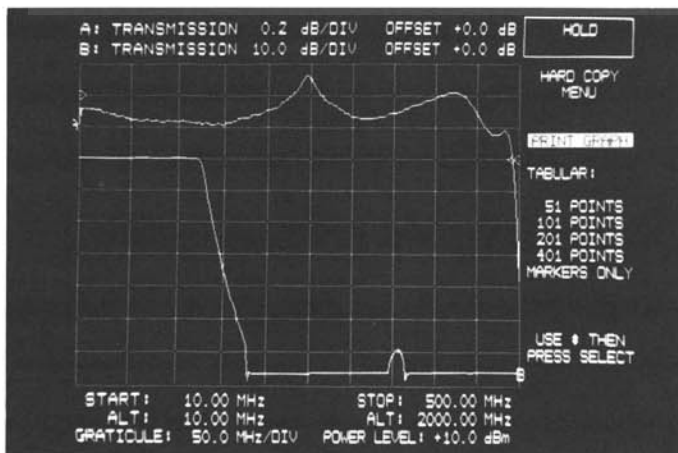 A: TRANSMISSION 0.2 dB/DIV OFFSET +0.0 dB
B: TRANSMISSION 10.0 dB/DIV OFFSET +0.0 dB
HOLD
HARD COPY
MENU
PRINT GRAPH
TABULAR:
51 POINTS
101 POINTS
201 POINTS
401 POINTS
MARKERS ONLY
USE ♦ THEN
PRESS SELECT
B
START: 10.00 MHz STOP: 500.00 MHz
ALT: 10.00 MHz ALT: 2000.00 MHz
GRATICULE: 50.0 MHz/DIV POWER LEVEL: +10.0 dBm